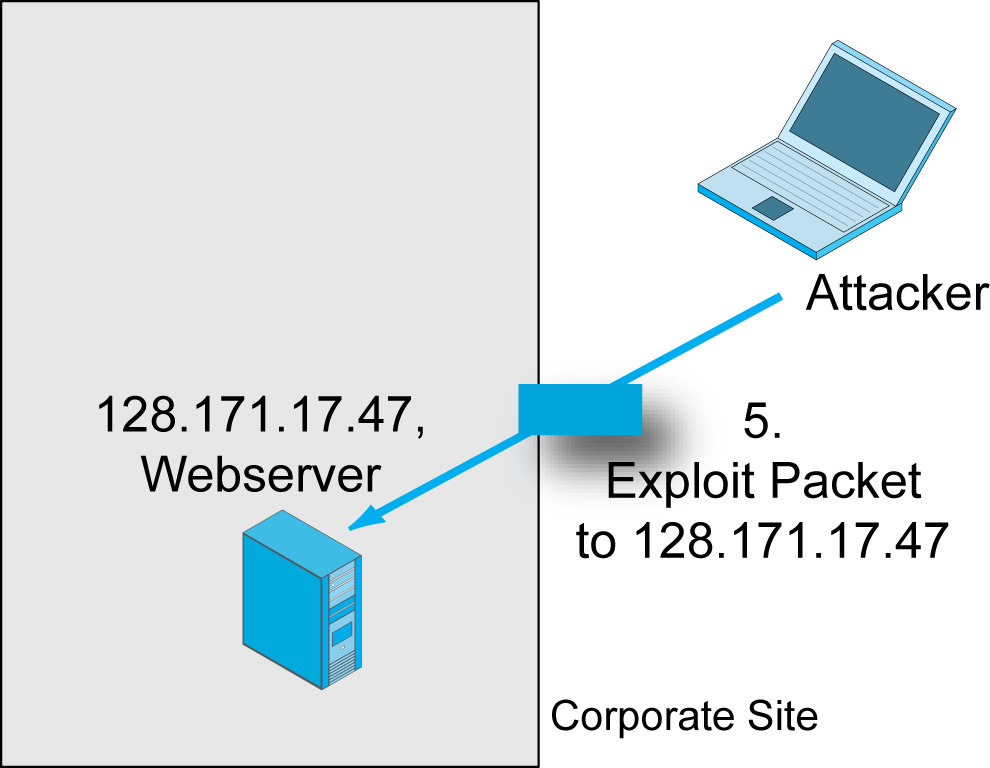 Attacker
128.171.17.47,
Webserver
5.
Exploit Packet
to 128.171.17.47
Corporate Site